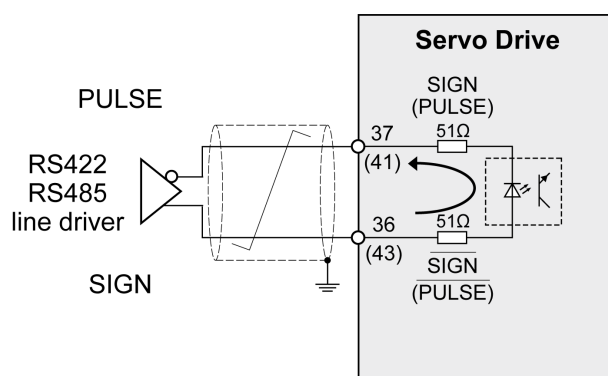 Servo Drive
PULSE
RS422
RS485
line driver
SIGN
SIGN
(PULSE)
37
51Ω
(41)
36
51Ω
(43)
SIGN
(PULSE)